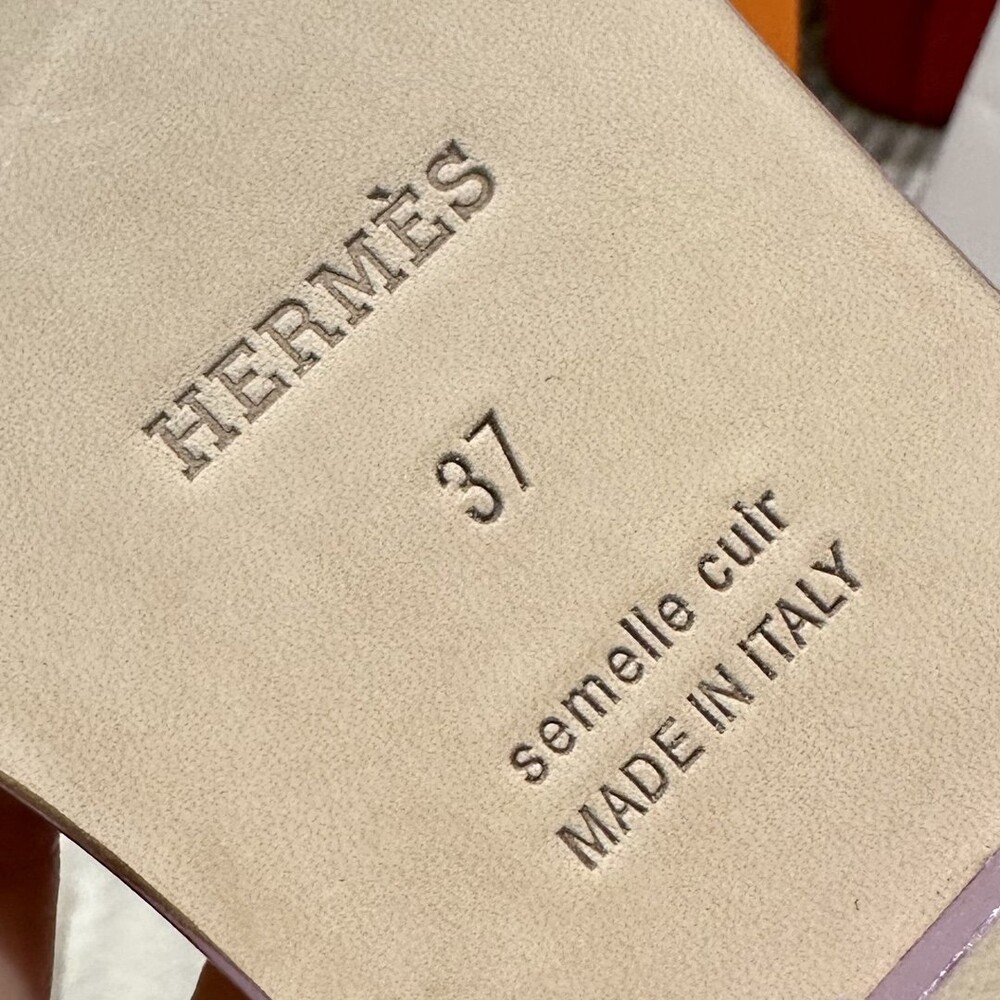 HERMÈS
37
semelle cuir
MADE IN ITALY